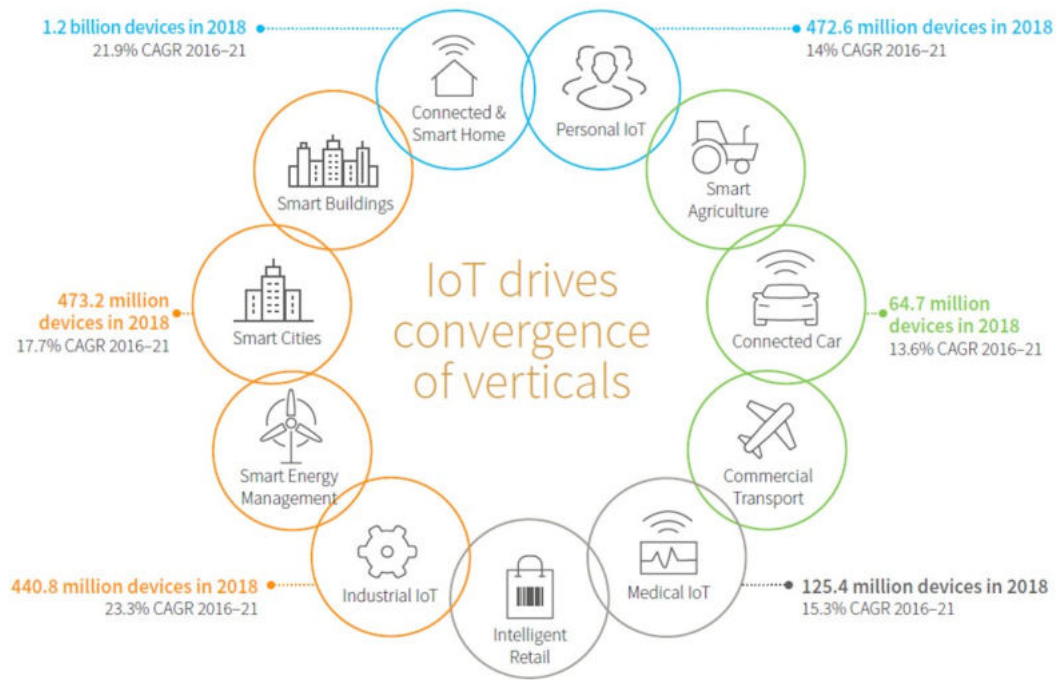 1.2 billion devices in 2018
21.9% CAGR 2016–21
Connected &
Smart Home
Personal IoT
472.6 million devices in 2018
14% CAGR 2016–21
Smart Buildings
Smart
Agriculture
IoT drives
convergence
of verticals
473.2 million
devices in 2018
17.7% CAGR 2016–21
Smart Cities
Connected Car
64.7 million
devices in 2018
13.6% CAGR 2016–21
Smart Energy
Management
Commercial
Transport
440.8 million devices in 2018
23.3% CAGR 2016–21
Industrial IoT
Intelligent
Retail
Medical IoT
125.4 million devices in 2018
15.3% CAGR 2016–21